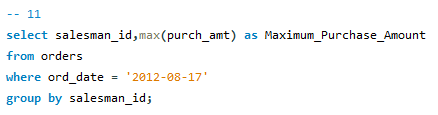 -- 11
select salesman_id,max(purch_amt) as Maximum_Purchase_Amount
from orders
where ord_date = '2012-08-17'
group by salesman_id;